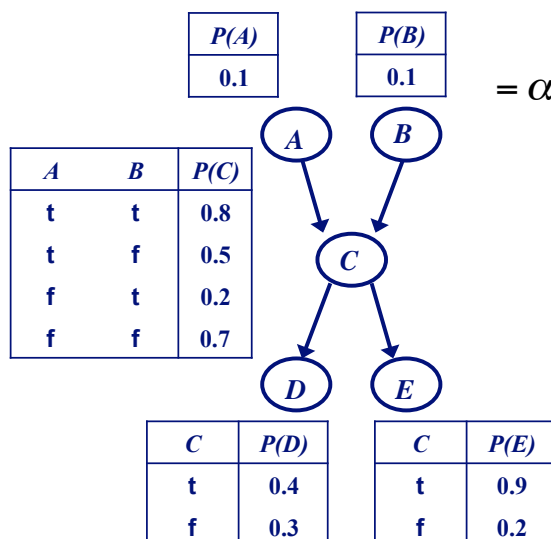 P(A) P(B)
0.1 0.1
= α
A B
A B P(C)
t t 0.8
t f 0.5
f t 0.2
f f 0.7
C
D E
C P(D) C P(E)
t 0.4 t 0.9
f 0.3 f 0.2